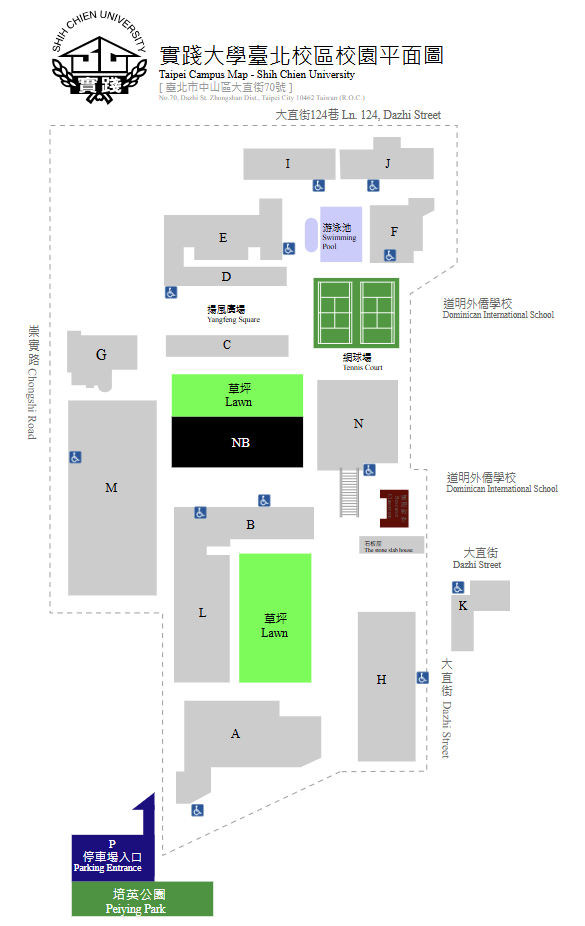 SHIH CHIEN UNIVERSITY
實踐
實踐大學臺北校區校園平面圖
Taipei Campus Map - Shih Chien University
[ 臺北市中山區大直街70號 ]
No.70, Dazhi St. Zhongshan Dist., Taipei City 10462 Taiwan (R.O.C.)
大直街124巷 Ln. 124, Dazhi Street
I
J
E
游泳池
Swimming
Pool
F
D
揚風廣場
Yangfeng Square
道明外僑學校
Dominican International School
崇實路 Chongshi Road
G
C
網球場
Tennis Court
草坪
Lawn
NB
N
M
道明外僑學校
Dominican International School
B
石板屋
The stone slab house
大直街
Dazhi Street
K
L
草坪
Lawn
H
大直街 Dazhi Street
A
P
停車場入口
Parking Entrance
培英公園
Peiying Park